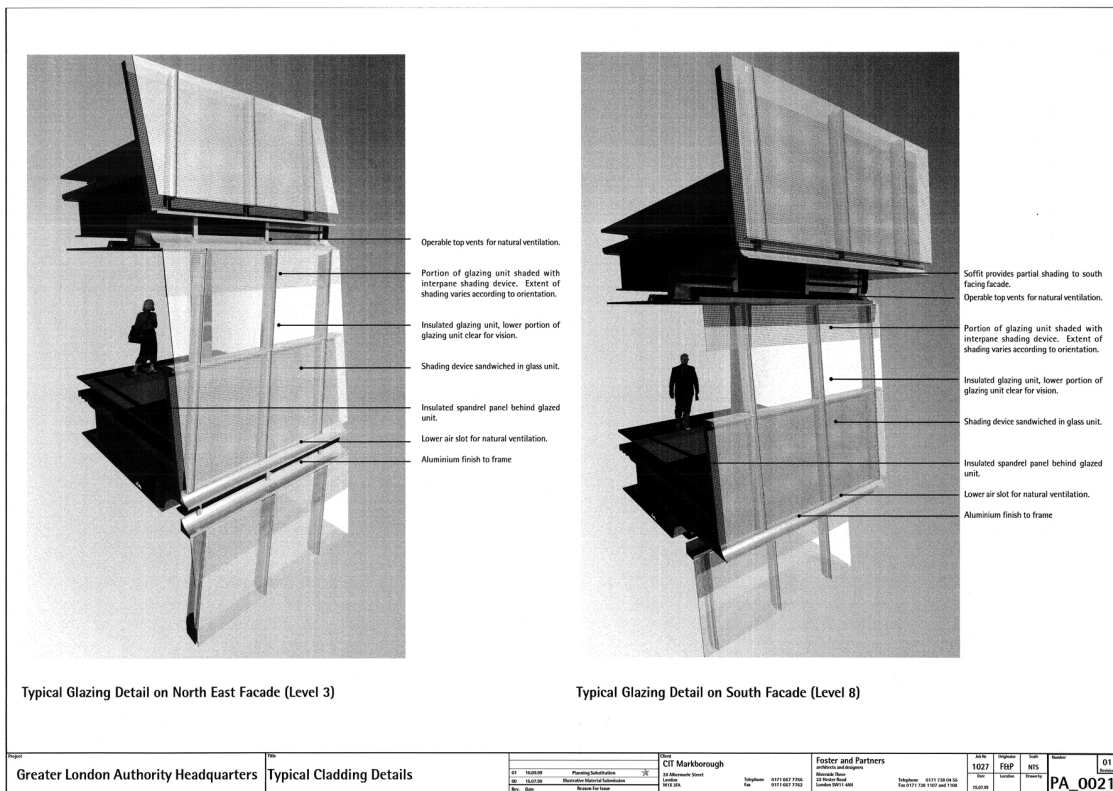 Operable top vents for natural ventilation.
Portion of glazing unit shaded with
interpane shading device. Extent of
shading varies according to orientation.
Insulated glazing unit, lower portion of
glazing unit clear for vision.
Shading device sandwiched in glass unit.
Insulated spandrel panel behind glazed
unit.
Lower air slot for natural ventilation.
Aluminium finish to frame
Typical Glazing Detail on North East Facade (Level 3)
Soffit provides partial shading to south
facing facade.
Operable top vents for natural ventilation.
Portion of glazing unit shaded with
interpane shading device. Extent of
shading varies according to orientation.
Insulated glazing unit, lower portion of
glazing unit clear for vision.
Shading device sandwiched in glass unit.
Insulated spandrel panel behind glazed
unit.
Lower air slot for natural ventilation.
Aluminium finish to frame
Typical Glazing Detail on South Facade (Level 8)
Project
Greater London Authority Headquarters
Title
Typical Cladding Details
01 10.09.99 Planning Substitution
00 15.07.99 Illustrative Material Submission
Rev. Date Reason For Issue
Client
CIT Markborough
28 Albemarle Street
London Telephone 0171 667 7766
W1X 3FA Fax 0171 667 7762
Foster and Partners
architects and designers
Riverside Three
22 Hester Road Telephone 0171 738 04 55
London SW11 4AN Fax 0171 738 1107 and 1108
Job No Originator Scale
1027 F&P NTS
Date Location Drawn by
15.07.99
Number
PA_0021
01
Revision